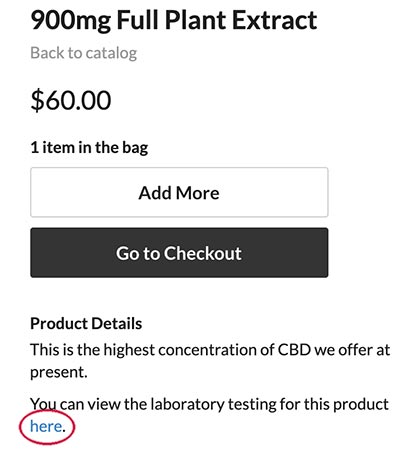 900mg Full Plant Extract
Back to catalog
$60.00
1 item in the bag
Add More
Go to Checkout
Product Details
This is the highest concentration of CBD we offer at
present.
You can view the laboratory testing for this product
here.